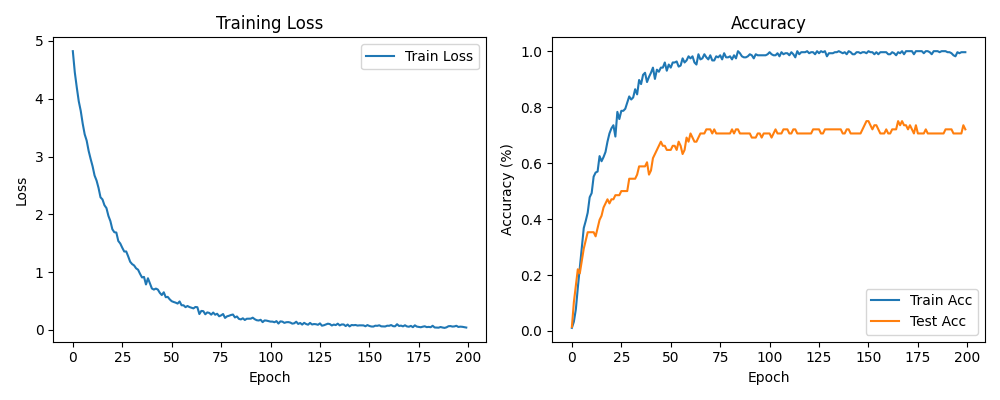 Training Loss
5
4
3
2
1
0
Loss
Train Loss
0 25 50 75 100 125 150 175 200
Epoch
Accuracy
1.0
0.8
0.6
0.4
0.2
0.0
Accuracy (%)
Train Acc
Test Acc
0 25 50 75 100 125 150 175 200
Epoch